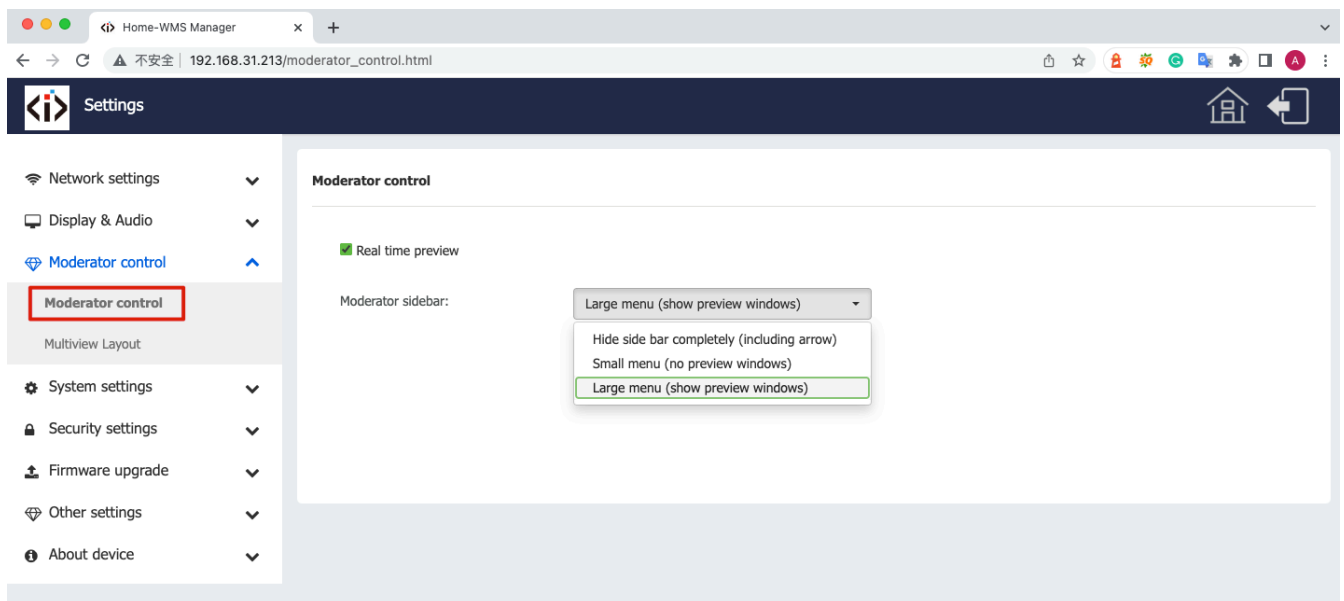 Home-WMS Manager
不安全 | 192.168.31.213/moderator_control.html
A
<i> Settings
Network settings
Display & Audio
Moderator control
Moderator control
Multiview Layout
System settings
Security settings
Firmware upgrade
Other settings
About device
Moderator control
Real time preview
Moderator sidebar:
Large menu (show preview windows)
Hide side bar completely (including arrow)
Small menu (no preview windows)
Large menu (show preview windows)